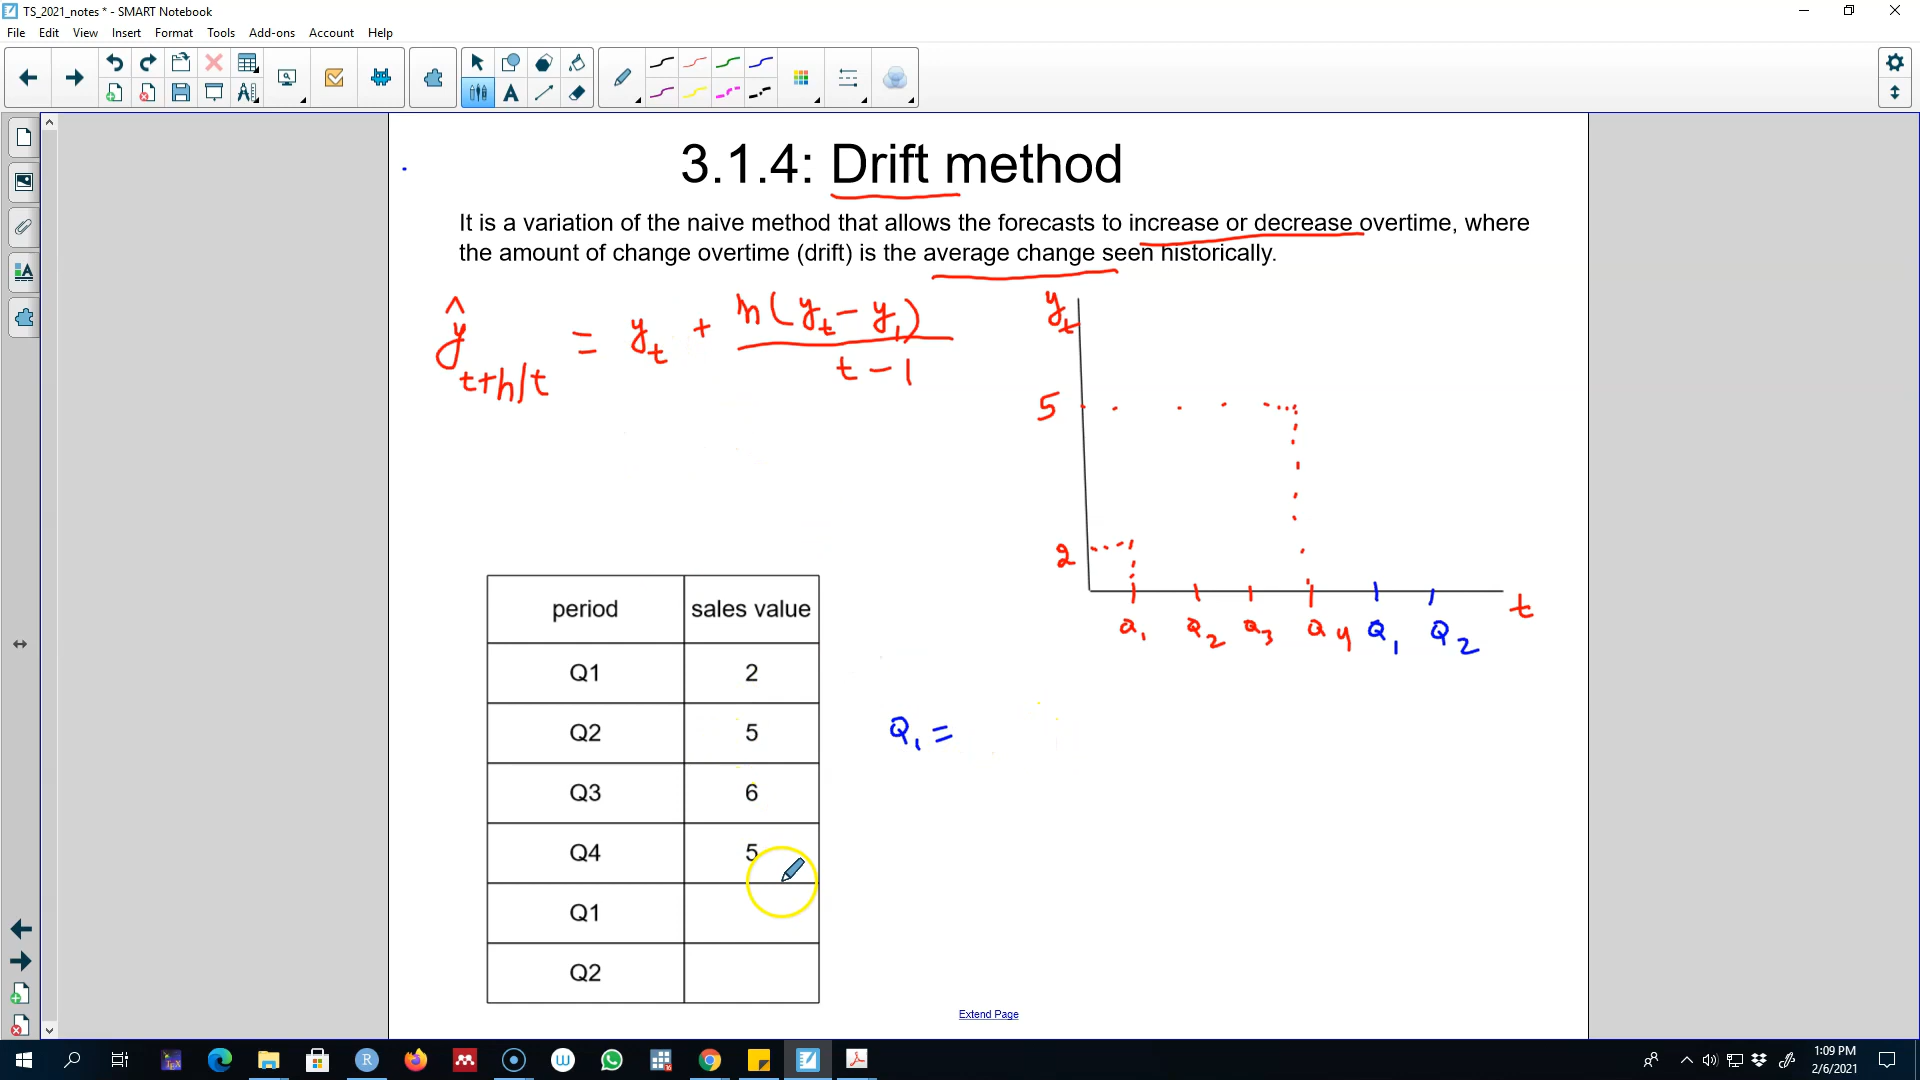 TS_2021_notes * - SMART Notebook
File Edit View Insert Format Tools Add-ons Account Help
3.1.4: Drift method
It is a variation of the naive method that allows the forecasts to increase or decrease overtime, where
the amount of change overtime (drift) is the average change seen historically.
ŷ t+h/t = y t + h(y t − y 1) / t − 1
y t
5
2
Q1 Q2 Q3 Q4 Q1 Q2 t
period sales value
Q1 2
Q2 5
Q3 6
Q4 5
Q1
Q2
Q1 =
Extend Page
1:09 PM
2/6/2021